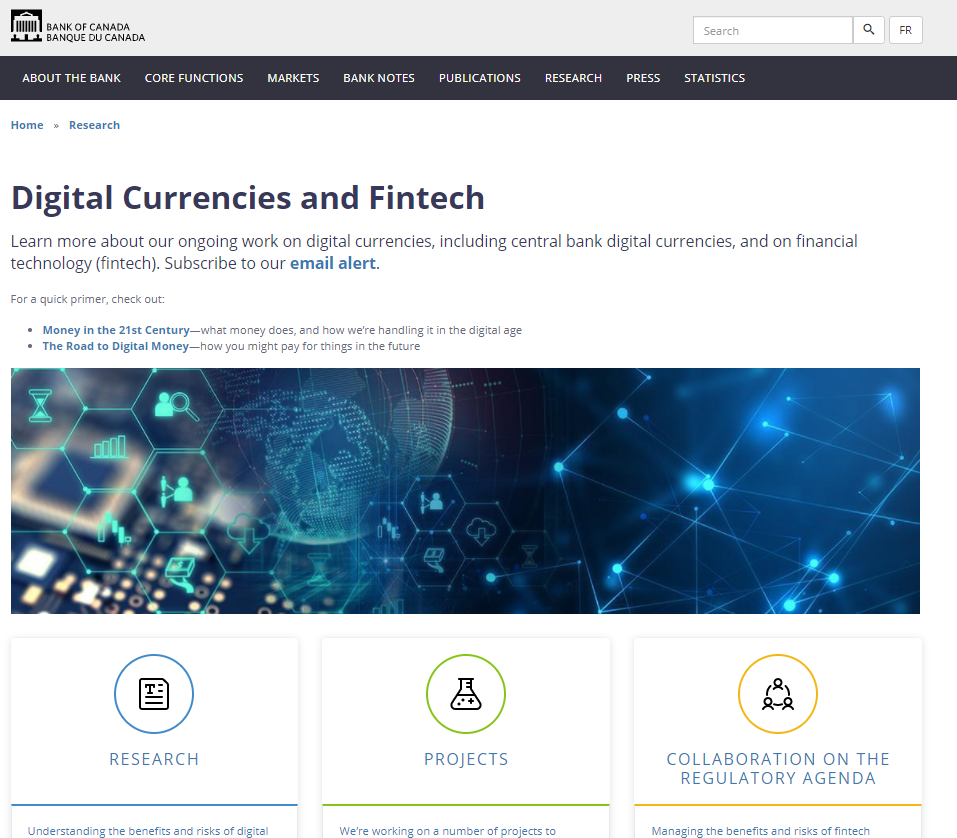 BANK OF CANADA
BANQUE DU CANADA
Search
FR
ABOUT THE BANK
CORE FUNCTIONS
MARKETS
BANK NOTES
PUBLICATIONS
RESEARCH
PRESS
STATISTICS
Home » Research
Digital Currencies and Fintech
Learn more about our ongoing work on digital currencies, including central bank digital currencies, and on financial
technology (fintech). Subscribe to our email alert.
For a quick primer, check out:
• Money in the 21st Century—what money does, and how we're handling it in the digital age
• The Road to Digital Money—how you might pay for things in the future
RESEARCH
Understanding the benefits and risks of digital
PROJECTS
We're working on a number of projects to
COLLABORATION ON THE
REGULATORY AGENDA
Managing the benefits and risks of fintech